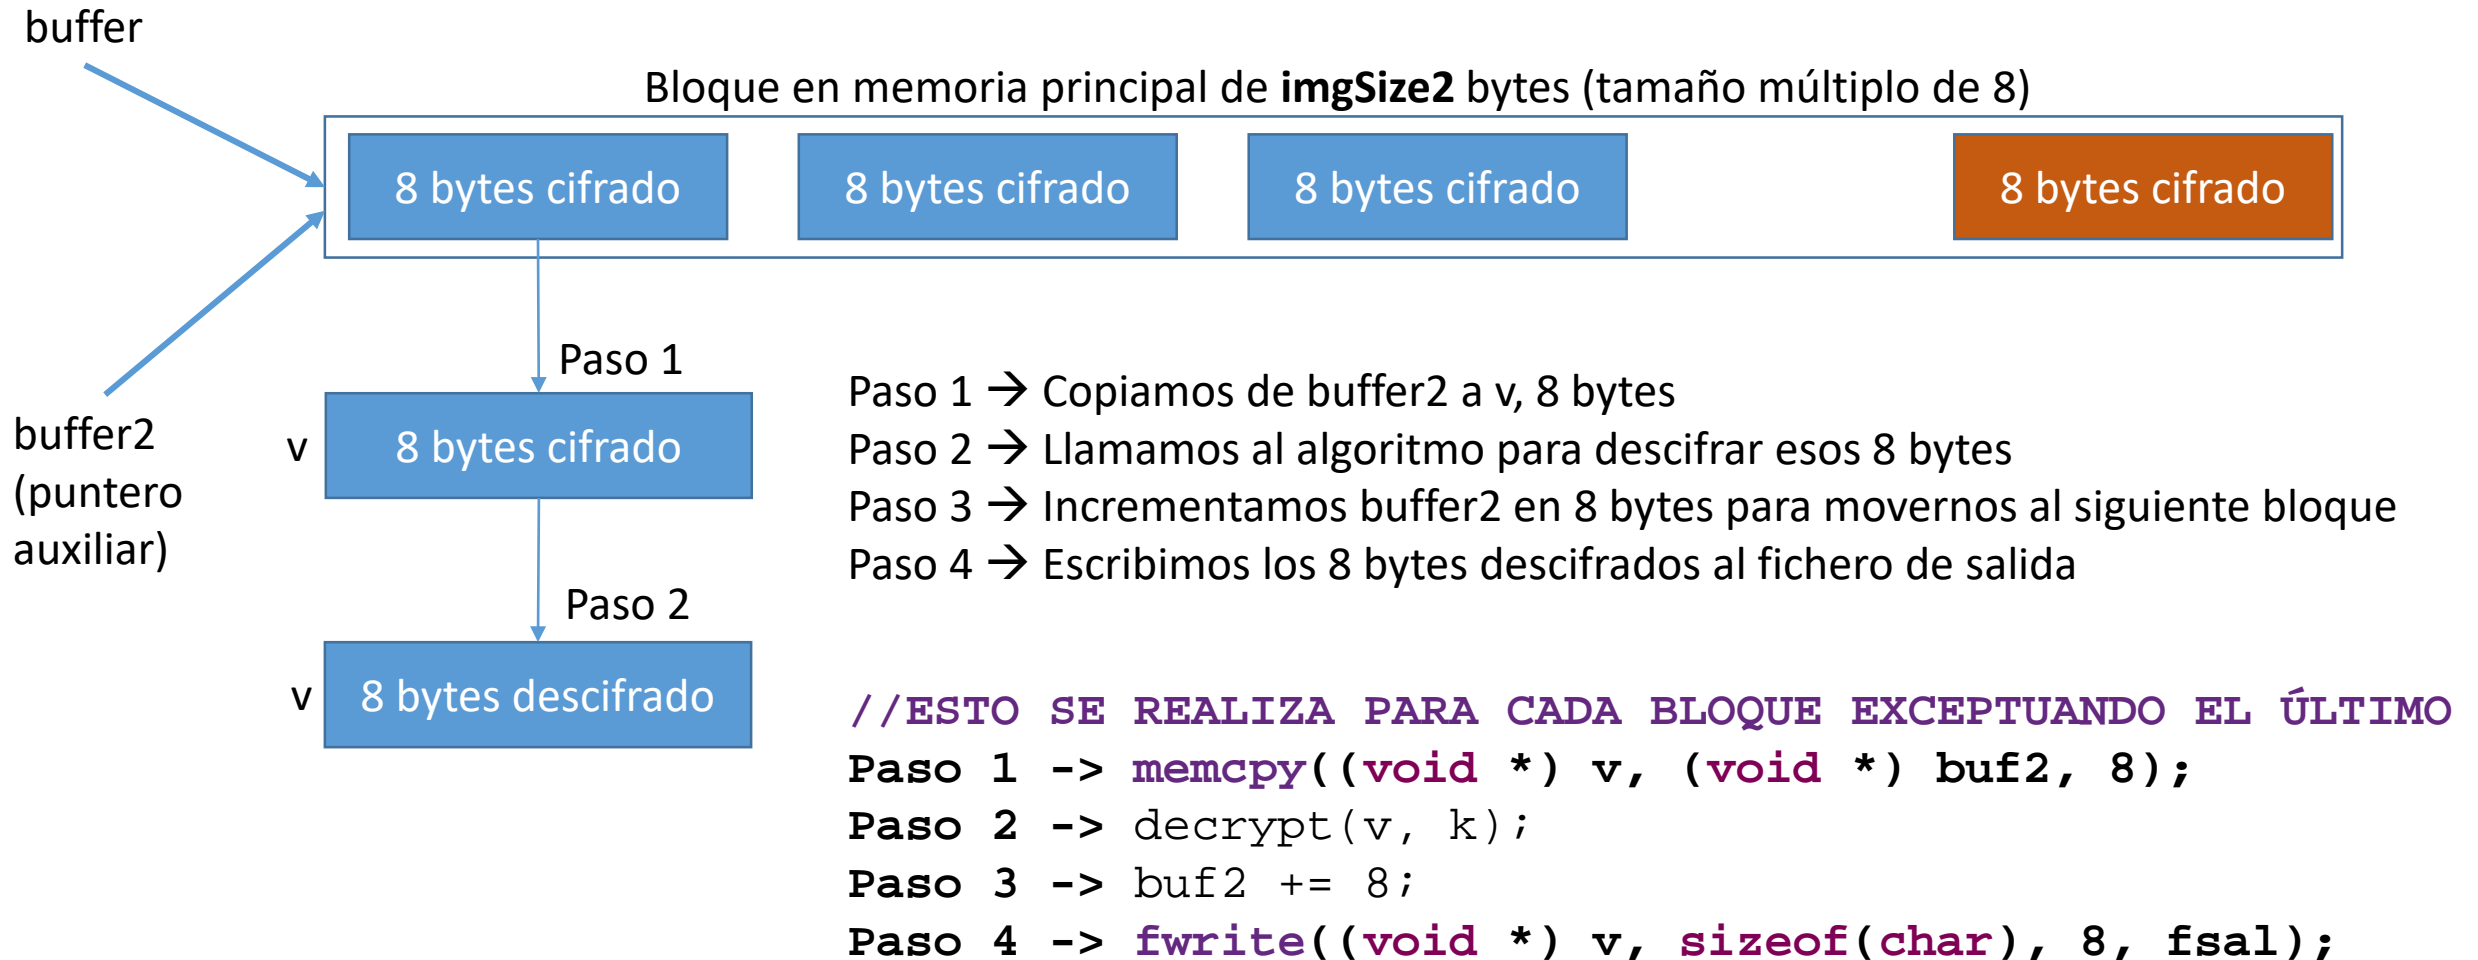 buffer
Bloque en memoria principal de imgSize2 bytes (tamaño múltiplo de 8)
8 bytes cifrado
8 bytes cifrado
8 bytes cifrado
8 bytes cifrado
Paso 1
buffer2
(puntero
auxiliar)
v
8 bytes cifrado
Paso 2
v
8 bytes descifrado
Paso 1 → Copiamos de buffer2 a v, 8 bytes
Paso 2 → Llamamos al algoritmo para descifrar esos 8 bytes
Paso 3 → Incrementamos buffer2 en 8 bytes para movernos al siguiente bloque
Paso 4 → Escribimos los 8 bytes descifrados al fichero de salida
//ESTO SE REALIZA PARA CADA BLOQUE EXCEPTUANDO EL ÚLTIMO
Paso 1 -> memcpy((void *) v, (void *) buf2, 8);
Paso 2 -> decrypt(v, k);
Paso 3 -> buf2 += 8;
Paso 4 -> fwrite((void *) v, sizeof(char), 8, fsal);